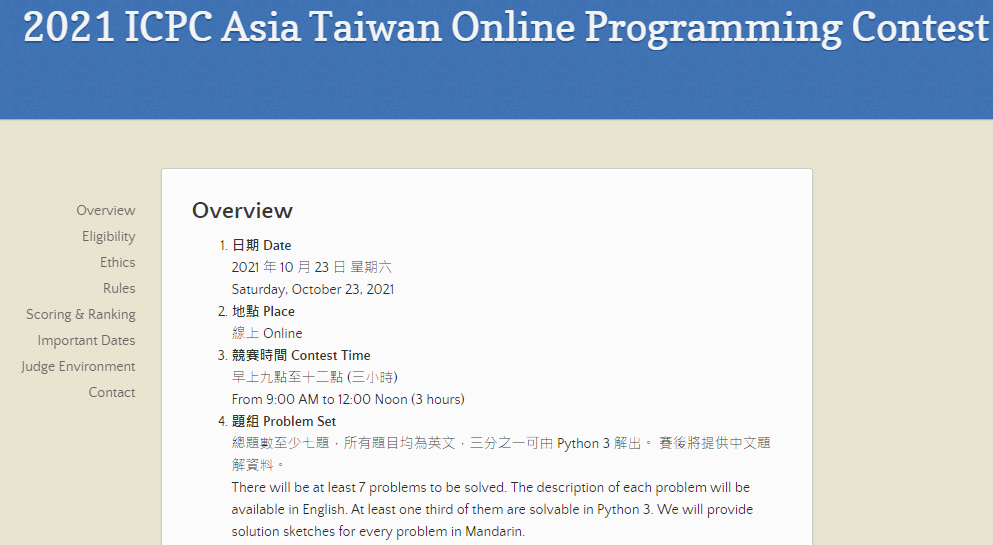 2021 ICPC Asia Taiwan Online Programming Contest
Overview
Eligibility
Ethics
Rules
Scoring & Ranking
Important Dates
Judge Environment
Contact
Overview
1. 日期 Date
2021 年 10 月 23 日 星期六
Saturday, October 23, 2021
2. 地點 Place
線上 Online
3. 競賽時間 Contest Time
早上九點至十二點 (三小時)
From 9:00 AM to 12:00 Noon (3 hours)
4. 題組 Problem Set
總題數至少七題，所有題目均為英文，三分之一可由 Python 3 解出。 賽後將提供中文題
解資料。
There will be at least 7 problems to be solved. The description of each problem will be
available in English. At least one third of them are solvable in Python 3. We will provide
solution sketches for every problem in Mandarin.